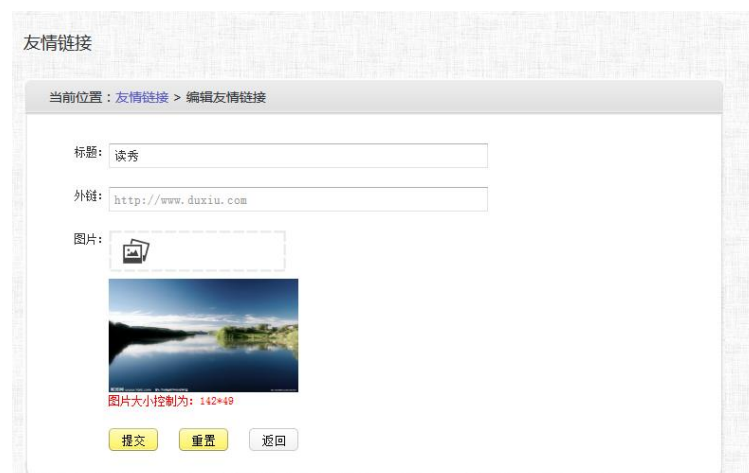 友情链接
当前位置：友情链接 > 编辑友情链接
标题：读秀
外链：http://www.duxiu.com
图片：
图片大小控制为：142*49
提交 重置 返回